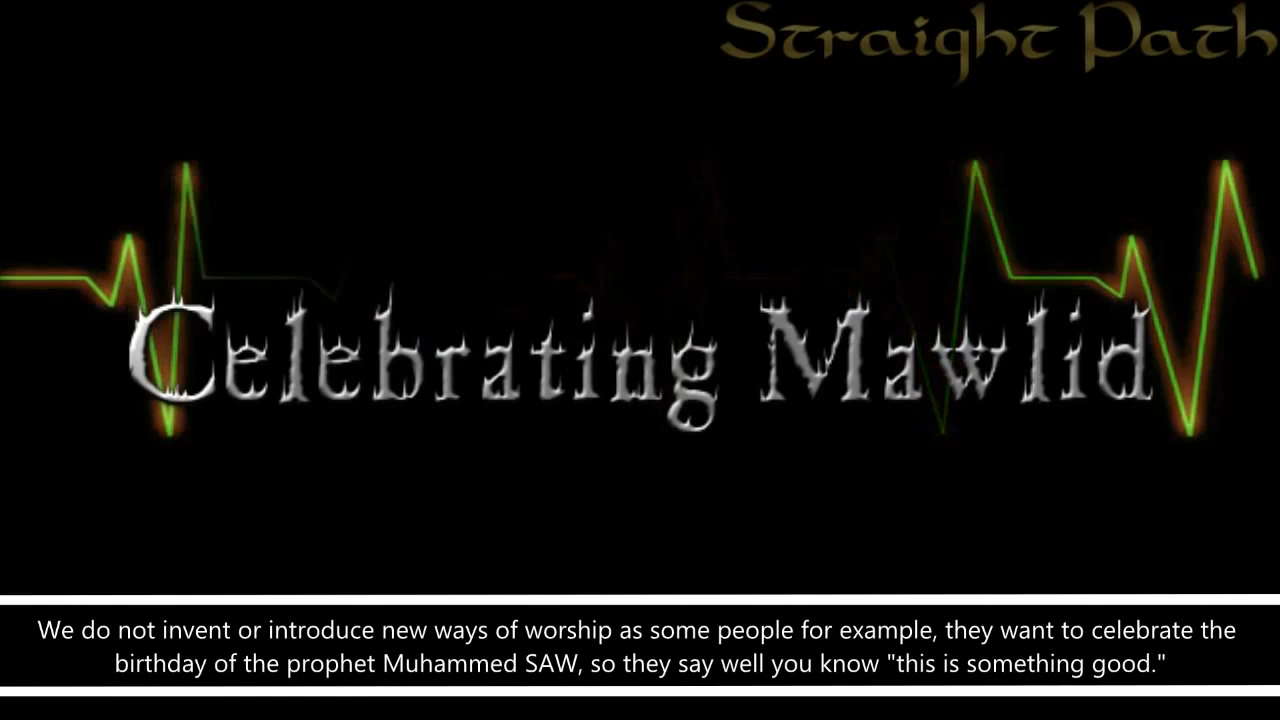 Straight Path
Celebrating Mawlid
We do not invent or introduce new ways of worship as some people for example, they want to celebrate the
birthday of the prophet Muhammed SAW, so they say well you know "this is something good."